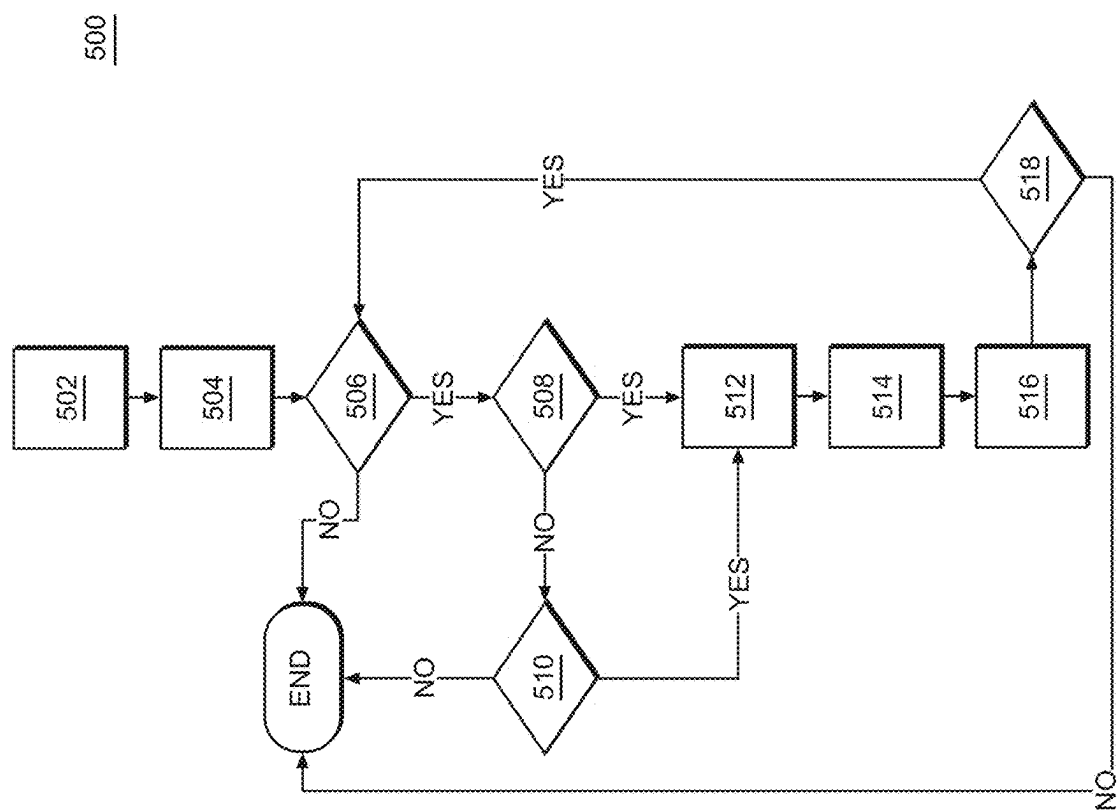 500
502
504
506
YES
NO
END
508
YES
NO
510
NO
YES
512
514
516
518
YES
NO